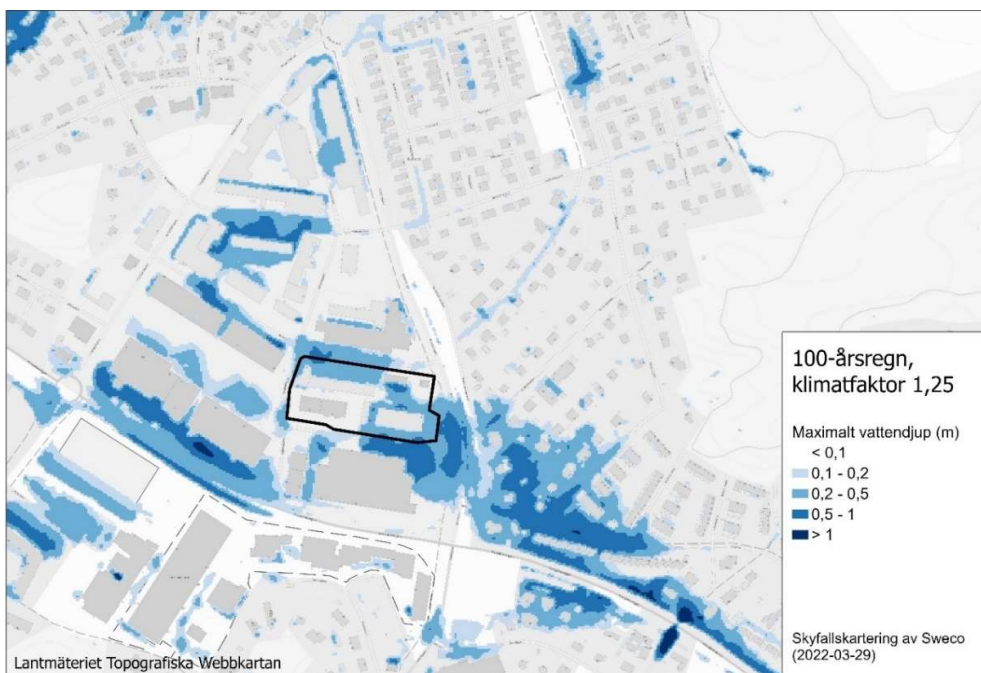 100-årsregn,
klimatfaktor 1,25
Maximalt vattendjup (m)
< 0,1
0,1 - 0,2
0,2 - 0,5
0,5 - 1
> 1
Skyfallskartering av Sweco
(2022-03-29)
Lantmäteriet Topografiska Webbkartan